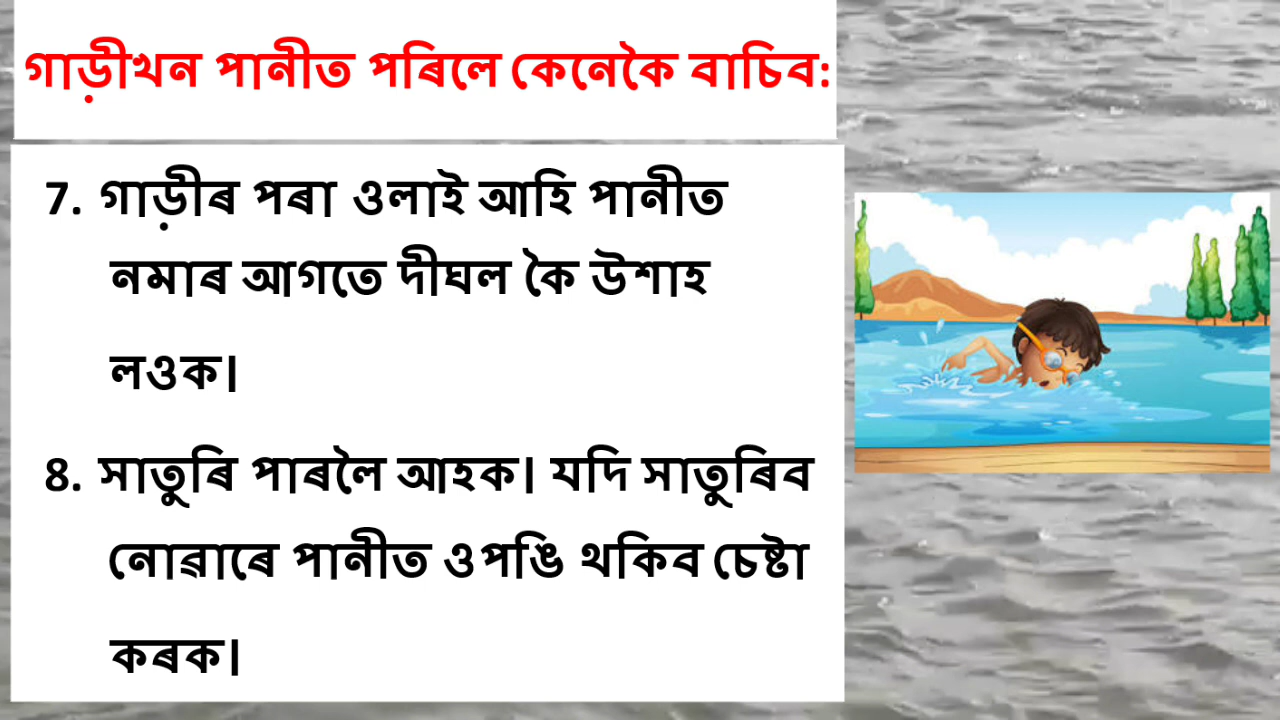 গাড়ীখন পানীত পৰিলে কেনেকৈ বাচিব:
7. গাড়ীৰ পৰা ওলাই আহি পানীত
নমাৰ আগতে দীঘল কৈ উশাহ
লওক।
8. সাতুৰি পাৰলৈ আহক। যদি সাতুৰিব
নোৱাৰে পানীত ওপঙি থকিব চেষ্টা
কৰক।